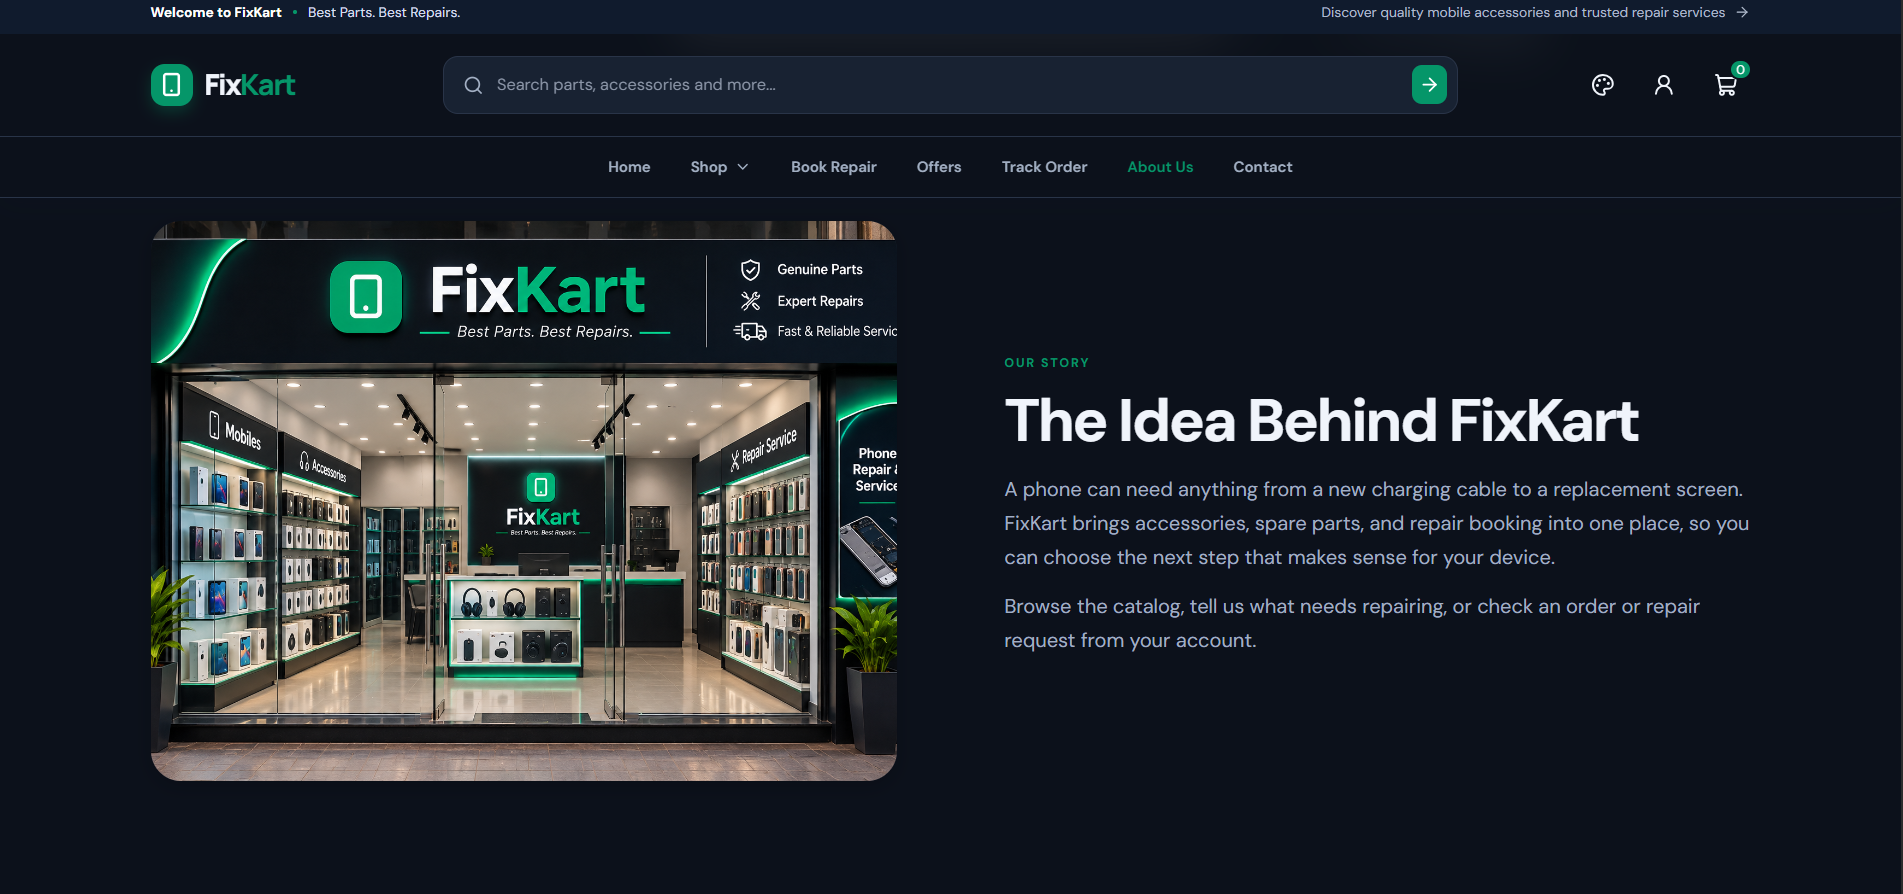 Welcome to FixKart • Best Parts. Best Repairs.
Discover quality mobile accessories and trusted repair services →
FixKart
Search parts, accessories and more...
0
Home
Shop
Book Repair
Offers
Track Order
About Us
Contact
FixKart
Best Parts. Best Repairs.
Genuine Parts
Expert Repairs
Fast & Reliable Servic
Mobiles
Accessories
FixKart
Best Parts. Best Repairs.
Repair Service
Phone
Repair &
Service
OUR STORY
The Idea Behind FixKart
A phone can need anything from a new charging cable to a replacement screen.
FixKart brings accessories, spare parts, and repair booking into one place, so you
can choose the next step that makes sense for your device.
Browse the catalog, tell us what needs repairing, or check an order or repair
request from your account.